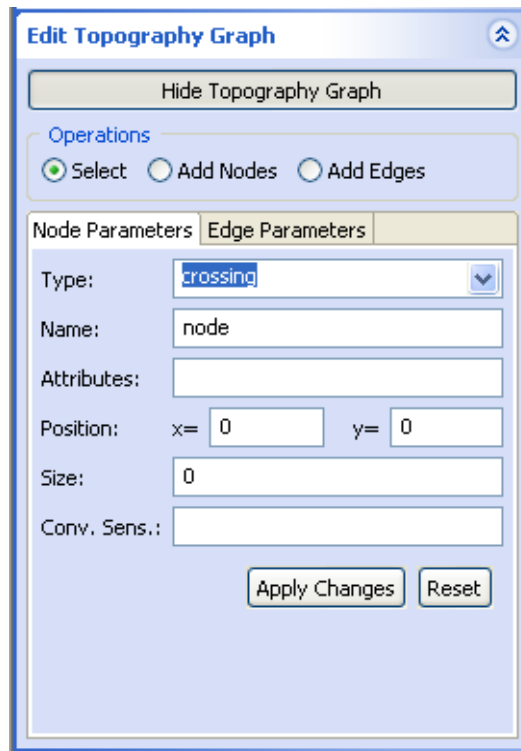 Edit Topography Graph
Hide Topography Graph
Operations
Select Add Nodes Add Edges
Node Parameters Edge Parameters
Type: crossing
Name: node
Attributes:
Position: x= 0 y= 0
Size: 0
Conv. Sens.:
Apply Changes Reset